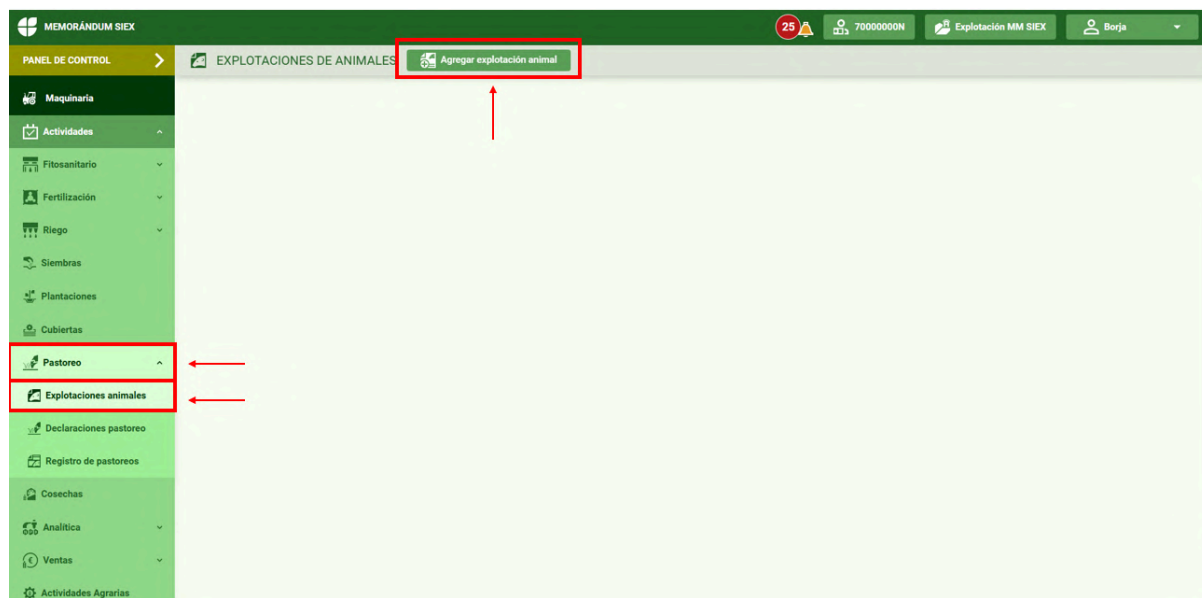 MEMORÁNDUM SIEX
25
70000000N
Explotación MM SIEX
Borja
PANEL DE CONTROL
EXPLOTACIONES DE ANIMALES
Agregar explotación animal
Maquinaria
Actividades
Fitosanitario
Fertilización
Riego
Siembras
Plantaciones
Cubiertas
Pastoreo
Explotaciones animales
Declaraciones pastoreo
Registro de pastoreos
Cosechas
Analítica
Ventas
Actividades Agrarias